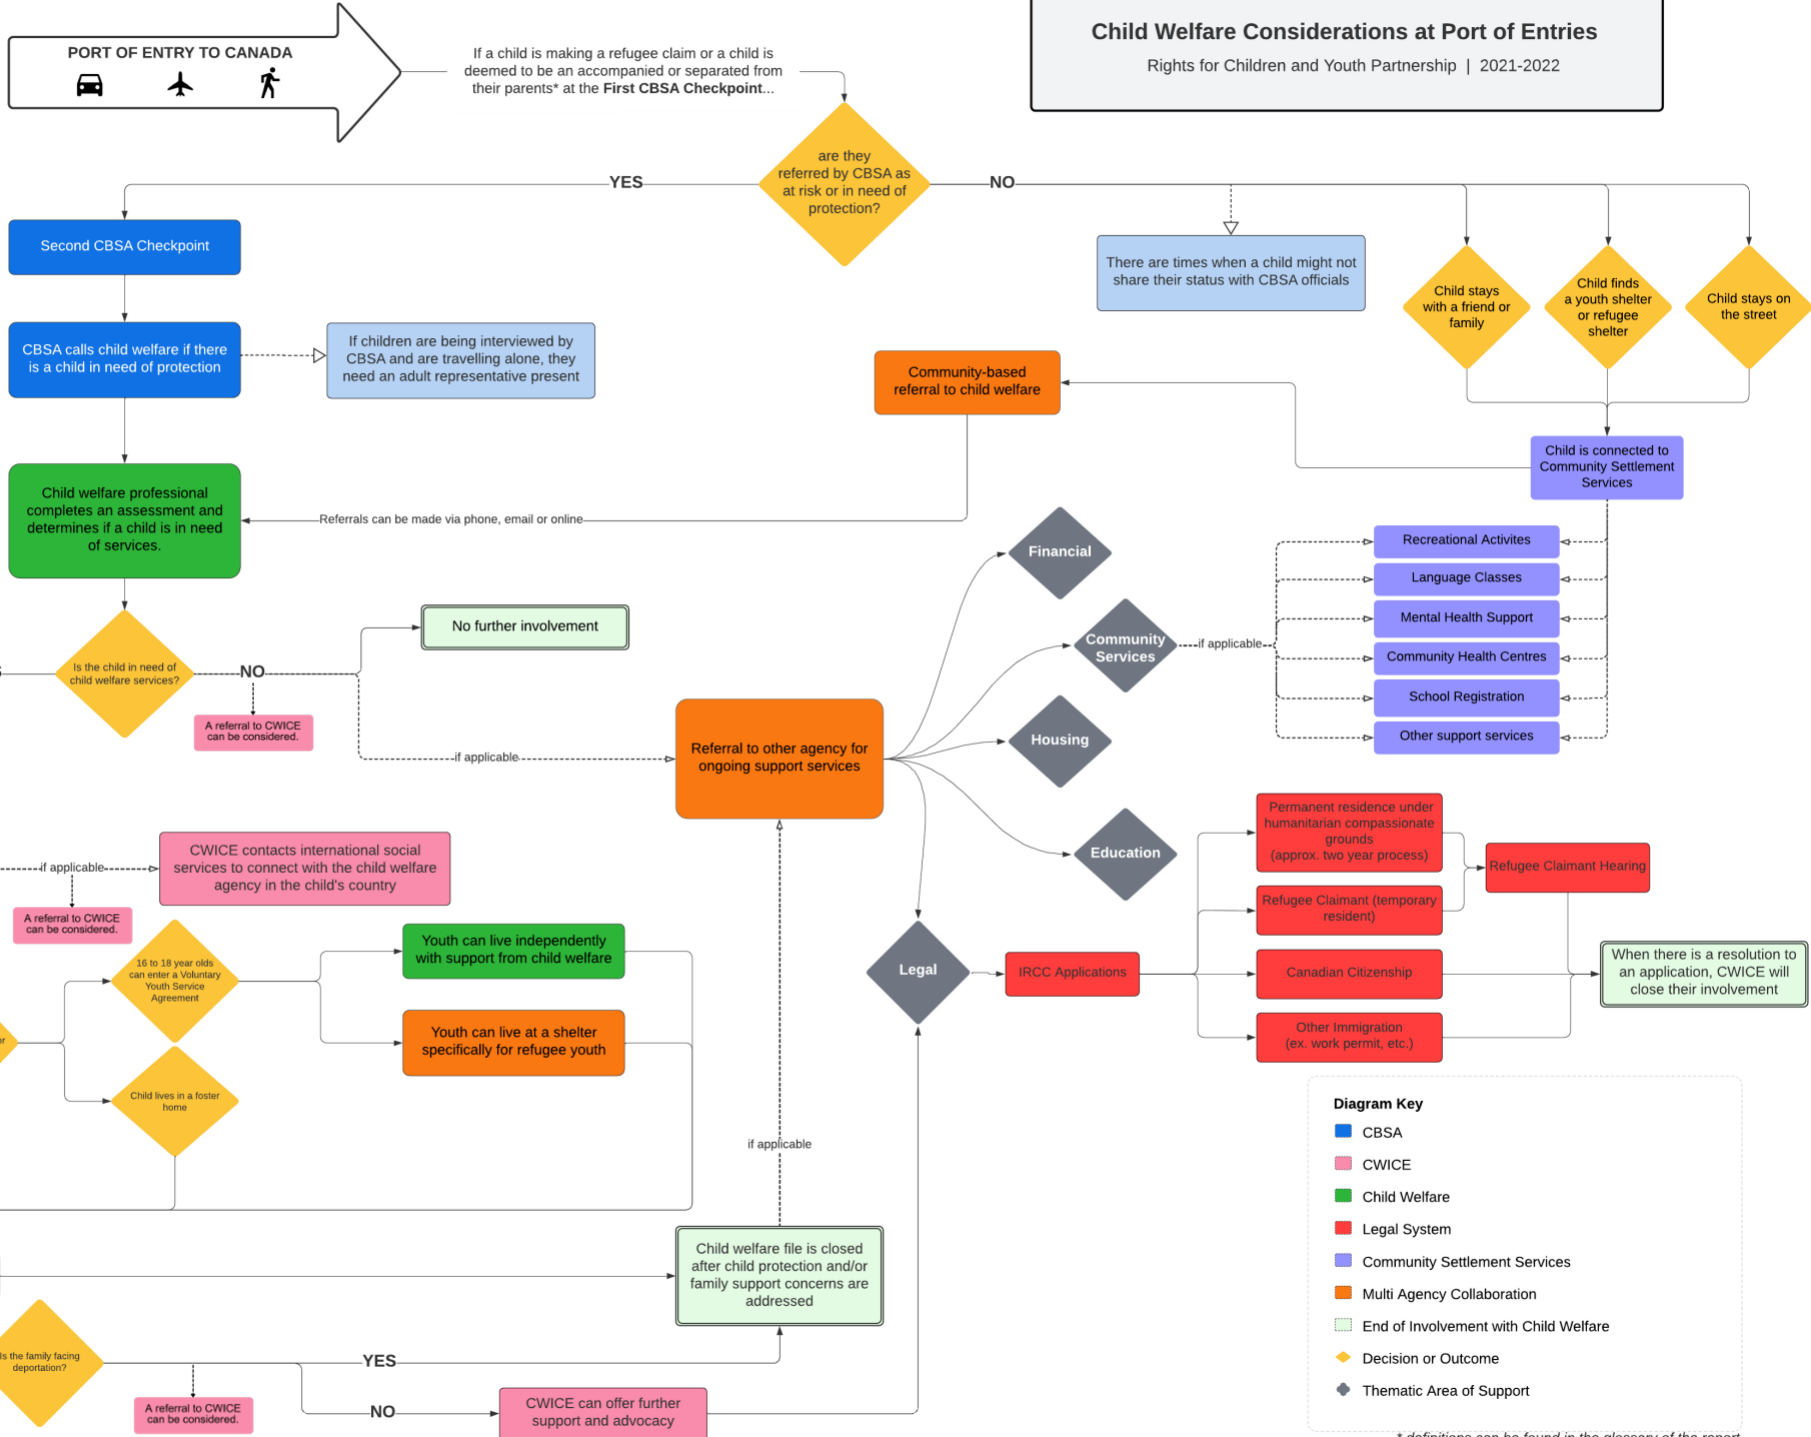 Child Welfare Considerations at Port of Entries
Rights for Children and Youth Partnership | 2021-2022
PORT OF ENTRY TO CANADA
If a child is making a refugee claim or a child is
deemed to be an accompanied or separated from
their parents* at the First CBSA Checkpoint...
are they
referred by CBSA as
at risk or in need of
protection?
YES
NO
Second CBSA Checkpoint
There are times when a child might not
share their status with CBSA officials
Child stays
with a friend or
family
Child finds
a youth shelter
or refugee
shelter
Child stays on
the street
CBSA calls child welfare if there
is a child in need of protection
If children are being interviewed by
CBSA and are travelling alone, they
need an adult representative present
Community-based
referral to child welfare
Child is connected to
Community Settlement
Services
Child welfare professional
completes an assessment and
determines if a child is in need
of services.
Referrals can be made via phone, email or online
Financial
Community
Services
if applicable
Recreational Activites
Language Classes
Mental Health Support
Community Health Centres
School Registration
Other support services
No further involvement
Is the child in need of
child welfare services?
NO
A referral to CWICE
can be considered.
if applicable
Referral to other agency for
ongoing support services
Housing
Education
Legal
CWICE contacts international social
services to connect with the child welfare
agency in the child's country
if applicable
A referral to CWICE
can be considered.
16 to 18 year olds
can enter a Voluntary
Youth Service
Agreement
Youth can live independently
with support from child welfare
Youth can live at a shelter
specifically for refugee youth
or
Child lives in a foster
home
IRCC Applications
Permanent residence under
humanitarian compassionate
grounds
(approx. two year process)
Refugee Claimant (temporary
resident)
Canadian Citizenship
Other Immigration
(ex. work permit, etc.)
Refugee Claimant Hearing
When there is a resolution to
an application, CWICE will
close their involvement
if applicable
Child welfare file is closed
after child protection and/or
family support concerns are
addressed
Is the family facing
deportation?
YES
A referral to CWICE
can be considered.
NO
CWICE can offer further
support and advocacy
Diagram Key
CBSA
CWICE
Child Welfare
Legal System
Community Settlement Services
Multi Agency Collaboration
End of Involvement with Child Welfare
Decision or Outcome
Thematic Area of Support
* definitions can be found in the glossary of the report